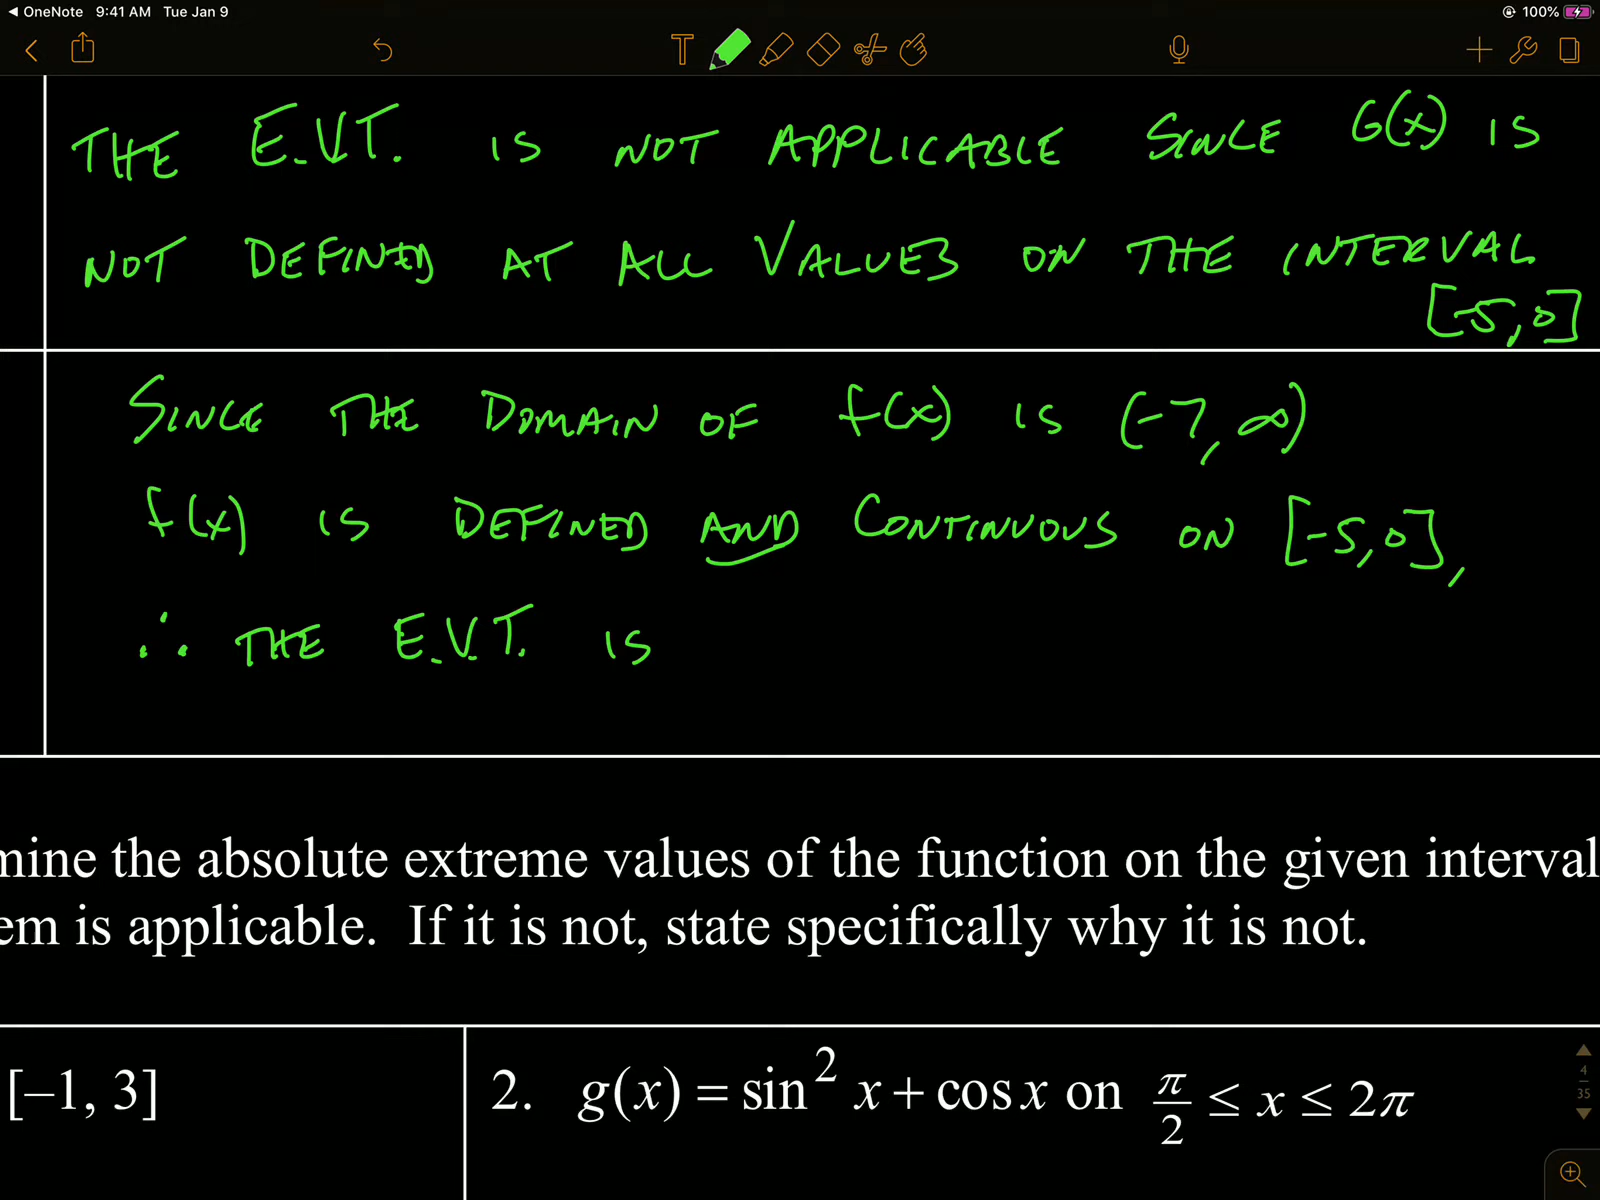 ◀ OneNote 9:41 AM Tue Jan 9 100%
T
THE E.V.T. IS NOT APPLICABLE SINCE G(x) IS
NOT DEFINED AT ALL VALUES ON THE INTERVAL
[-5,0]
SINCE THE DOMAIN OF f(x) IS (-7,∞)
f(x) IS DEFINED AND CONTINUOUS ON [-5,0],
∴ THE E.V.T. IS
mine the absolute extreme values of the function on the given interval
em is applicable. If it is not, state specifically why it is not.
[–1, 3]
2. g(x) = sin² x + cos x on π/2 ≤ x ≤ 2π
4
35